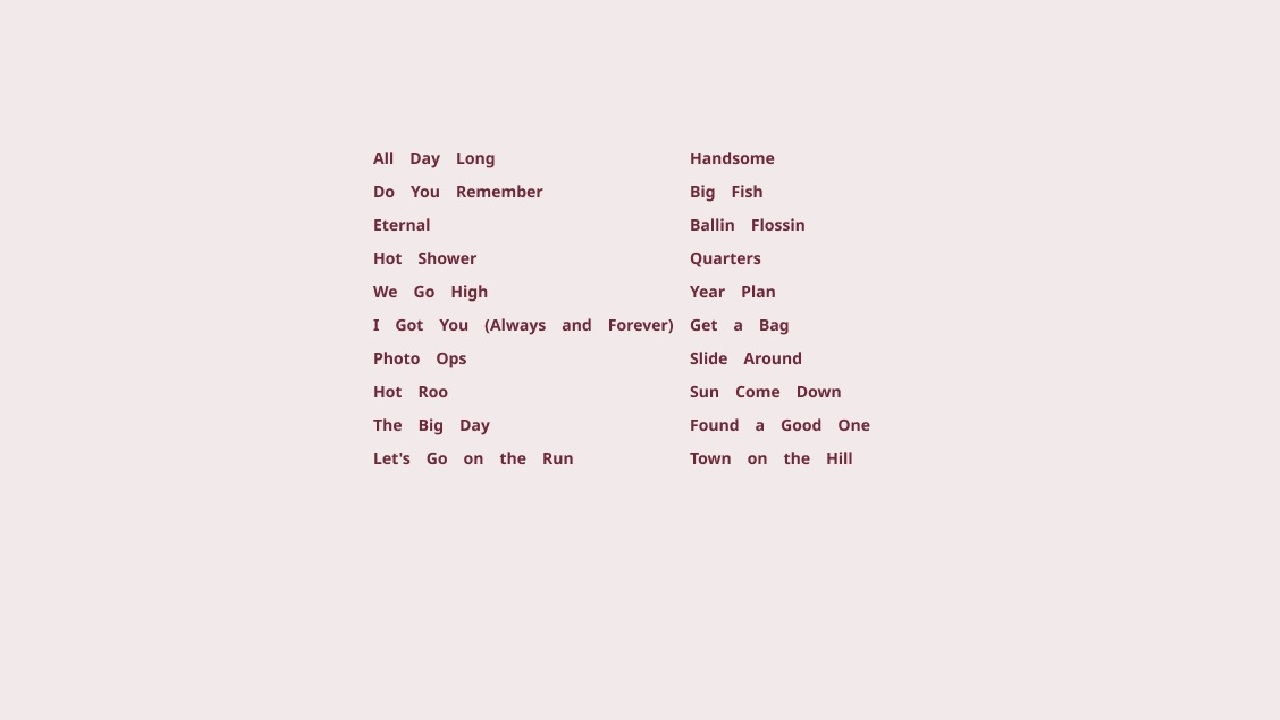 All Day Long
Do You Remember
Eternal
Hot Shower
We Go High
I Got You (Always and Forever)
Photo Ops
Hot Roo
The Big Day
Let's Go on the Run
Handsome
Big Fish
Ballin Flossin
Quarters
Year Plan
Get a Bag
Slide Around
Sun Come Down
Found a Good One
Town on the Hill